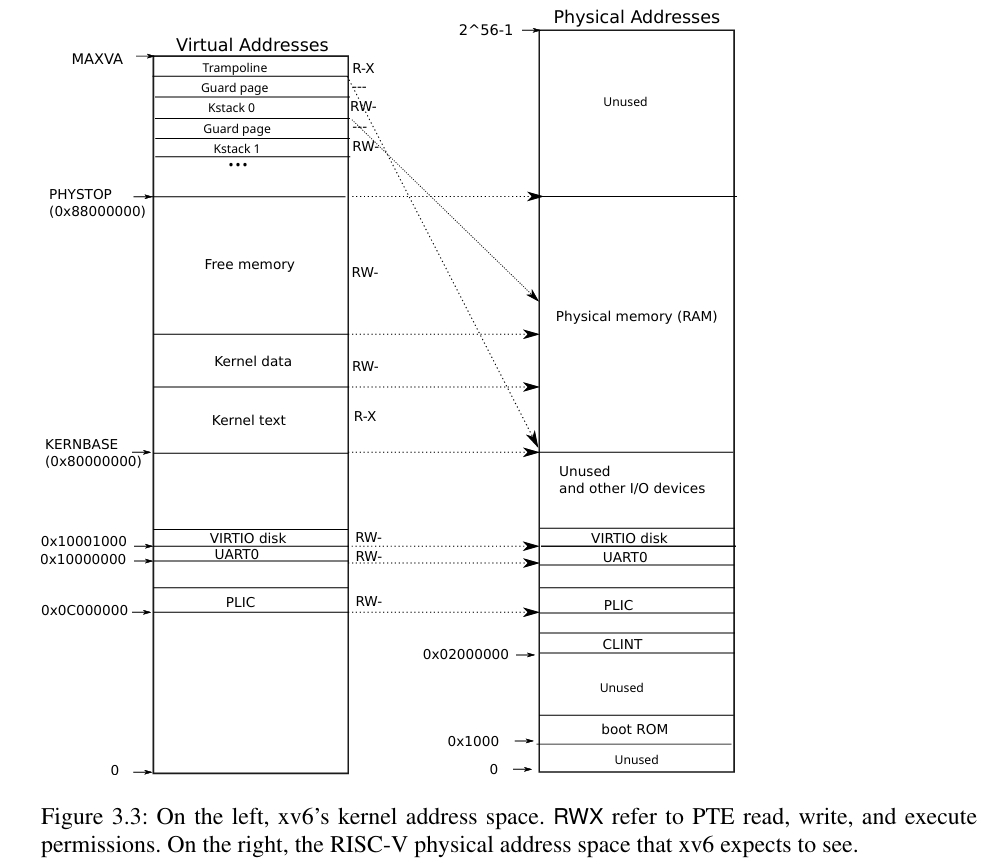 Physical Addresses
2^56-1
Virtual Addresses
MAXVA
Trampoline
R-X
Guard page
---
Unused
Kstack 0
RW-
Guard page
---
Kstack 1
RW-
...
PHYSTOP
(0x88000000)
Free memory
RW-
Physical memory (RAM)
Kernel data
RW-
Kernel text
R-X
KERNBASE
(0x80000000)
Unused
and other I/O devices
0x10001000
VIRTIO disk
RW-
VIRTIO disk
0x10000000
UART0
RW-
UART0
0x0C000000
PLIC
RW-
PLIC
CLINT
0x02000000
Unused
boot ROM
0x1000
Unused
0
0
Figure 3.3: On the left, xv6's kernel address space. RWX refer to PTE read, write, and execute
permissions. On the right, the RISC-V physical address space that xv6 expects to see.